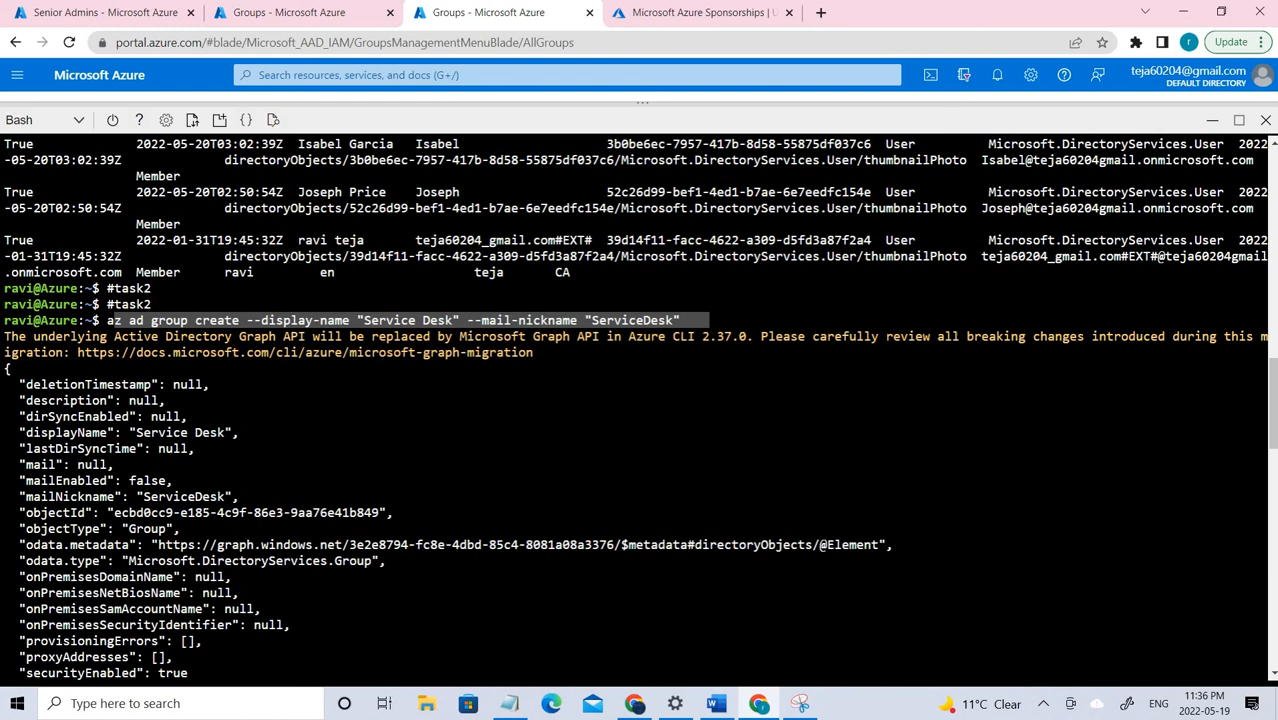 Senior Admins - Microsoft Azure
Groups - Microsoft Azure
Groups - Microsoft Azure
Microsoft Azure Sponsorships | U
portal.azure.com/#blade/Microsoft_AAD_IAM/GroupsManagementMenuBlade/AllGroups
r
Update
Microsoft Azure
Search resources, services, and docs (G+/)
teja60204@gmail.com
DEFAULT DIRECTORY
Bash
True 2022-05-20T03:02:39Z Isabel Garcia Isabel 3b0be6ec-7957-417b-8d58-55875df037c6 User Microsoft.DirectoryServices.User 2022
-05-20T03:02:39Z directoryObjects/3b0be6ec-7957-417b-8d58-55875df037c6/Microsoft.DirectoryServices.User/thumbnailPhoto Isabel@teja60204gmail.onmicrosoft.com
Member
True 2022-05-20T02:50:54Z Joseph Price Joseph 52c26d99-bef1-4ed1-b7ae-6e7eedfc154e User Microsoft.DirectoryServices.User 2022
-05-20T02:50:54Z directoryObjects/52c26d99-bef1-4ed1-b7ae-6e7eedfc154e/Microsoft.DirectoryServices.User/thumbnailPhoto Joseph@teja60204gmail.onmicrosoft.com
Member
True 2022-01-31T19:45:32Z ravi teja teja60204_gmail.com#EXT# 39d14f11-facc-4622-a309-d5fd3a87f2a4 User Microsoft.DirectoryServices.User 2022
-01-31T19:45:32Z directoryObjects/39d14f11-facc-4622-a309-d5fd3a87f2a4/Microsoft.DirectoryServices.User/thumbnailPhoto teja60204_gmail.com#EXT#@teja60204gmail
.onmicrosoft.com Member ravi en teja CA
ravi@Azure:~$ #task2
ravi@Azure:~$ #task2
ravi@Azure:~$ az ad group create --display-name "Service Desk" --mail-nickname "ServiceDesk"
The underlying Active Directory Graph API will be replaced by Microsoft Graph API in Azure CLI 2.37.0. Please carefully review all breaking changes introduced during this m
igration: https://docs.microsoft.com/cli/azure/microsoft-graph-migration
{
"deletionTimestamp": null,
"description": null,
"dirSyncEnabled": null,
"displayName": "Service Desk",
"lastDirSyncTime": null,
"mail": null,
"mailEnabled": false,
"mailNickname": "ServiceDesk",
"objectId": "ecbd0cc9-e185-4c9f-86e3-9aa76e41b849",
"objectType": "Group",
"odata.metadata": "https://graph.windows.net/3e2e8794-fc8e-4dbd-85c4-8081a08a3376/$metadata#directoryObjects/@Element",
"odata.type": "Microsoft.DirectoryServices.Group",
"onPremisesDomainName": null,
"onPremisesNetBiosName": null,
"onPremisesSamAccountName": null,
"onPremisesSecurityIdentifier": null,
"provisioningErrors": [],
"proxyAddresses": [],
"securityEnabled": true
Type here to search
11°C Clear
ENG
11:36 PM
2022-05-19